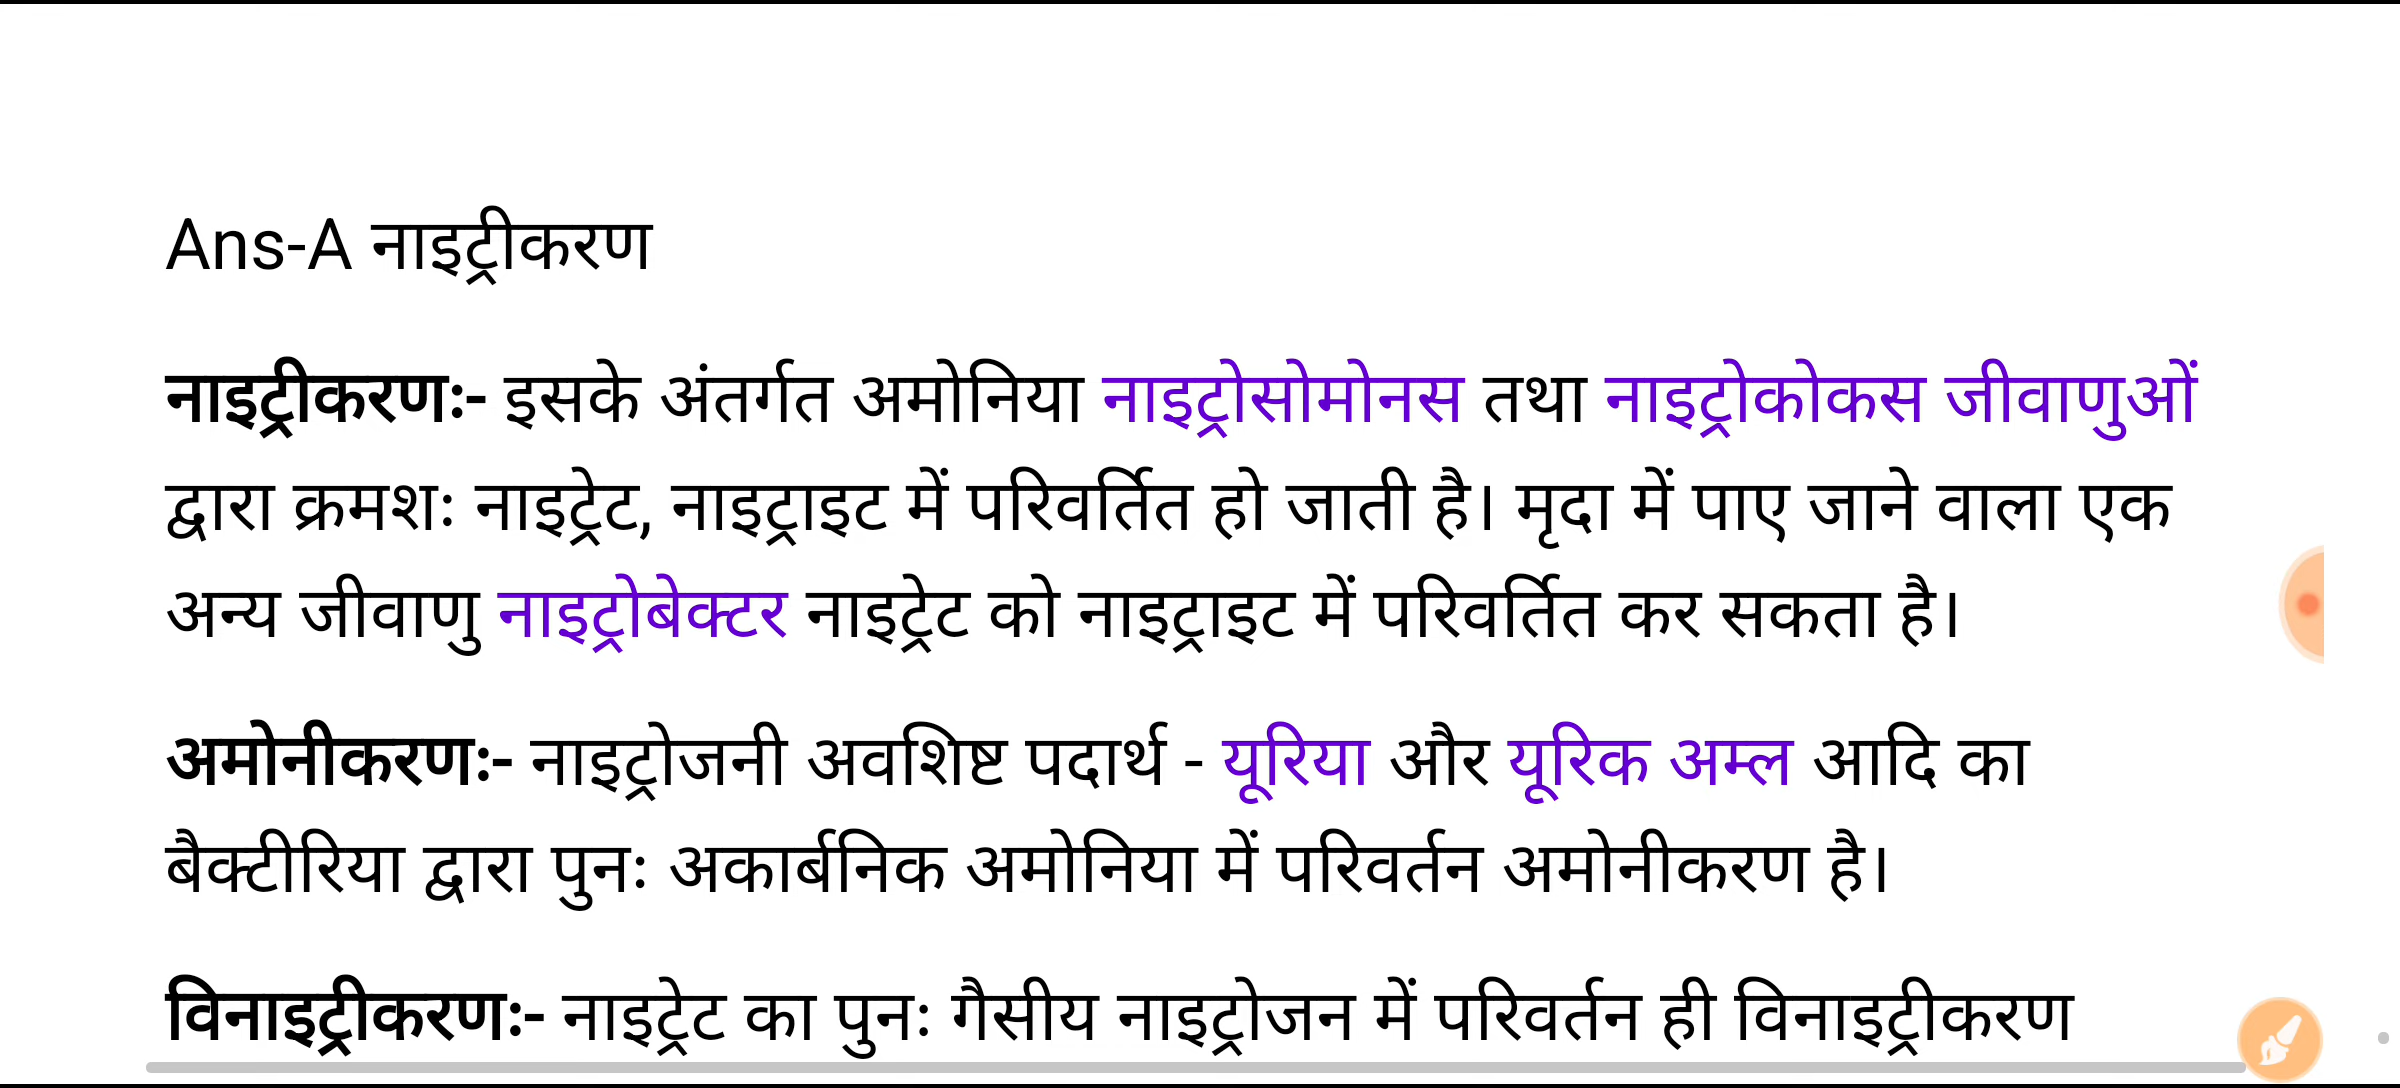 Ans-A नाइट्रीकरण
नाइट्रीकरणः- इसके अंतर्गत अमोनिया नाइट्रोसोमोनस तथा नाइट्रोकोकस जीवाणुओं
द्वारा क्रमशः नाइट्रेट, नाइट्राइट में परिवर्तित हो जाती है। मृदा में पाए जाने वाला एक
अन्य जीवाणु नाइट्रोबेक्टर नाइट्रेट को नाइट्राइट में परिवर्तित कर सकता है।
अमोनीकरणः- नाइट्रोजनी अवशिष्ट पदार्थ - यूरिया और यूरिक अम्ल आदि का
बैक्टीरिया द्वारा पुनः अकार्बनिक अमोनिया में परिवर्तन अमोनीकरण है।
विनाइट्रीकरणः- नाइट्रेट का पुनः गैसीय नाइट्रोजन में परिवर्तन ही विनाइट्रीकरण